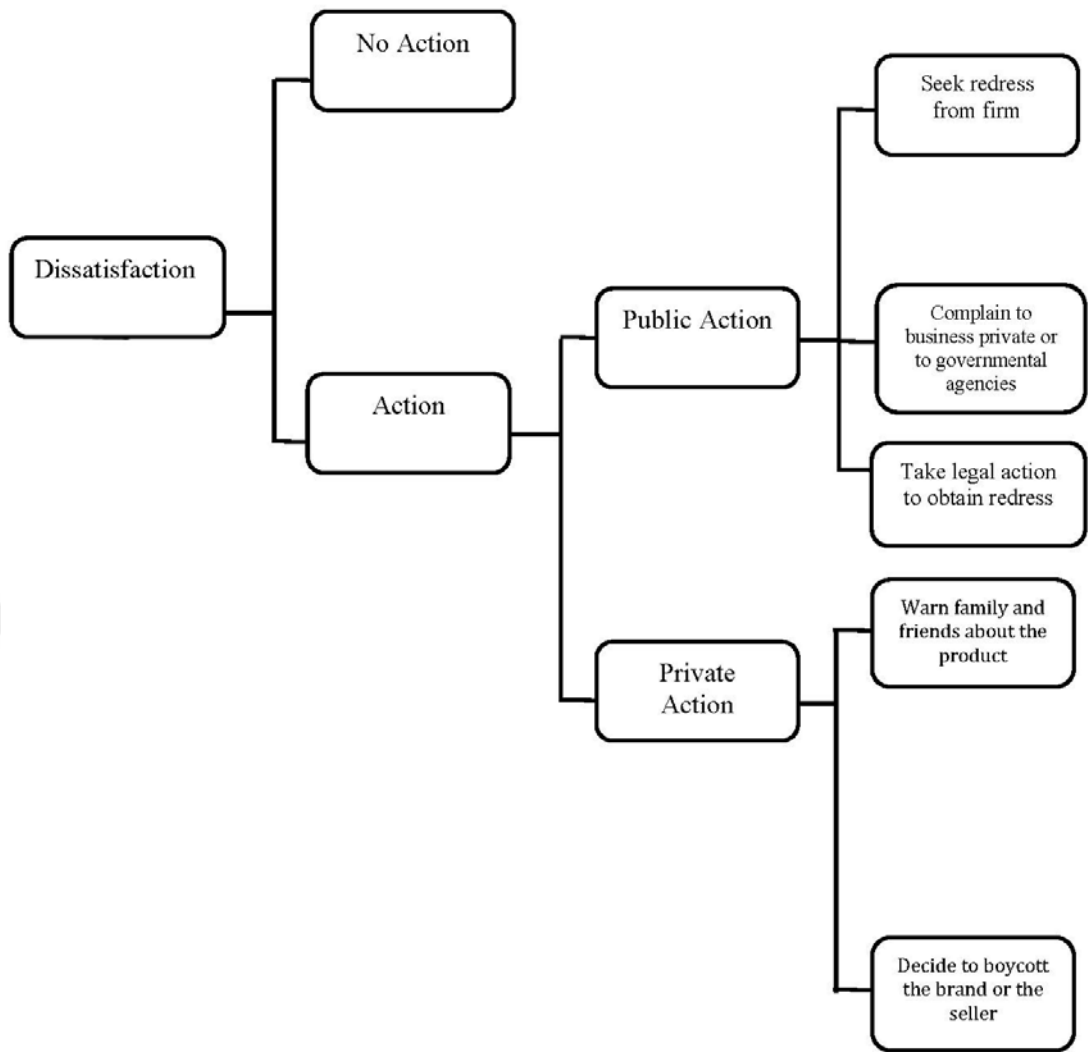 No Action
Seek redress
from firm
Dissatisfaction
Public Action
Complain to
business private or
to governmental
agencies
Action
Take legal action
to obtain redress
Warn family and
friends about the
product
Private
Action
Decide to boycott
the brand or the
seller